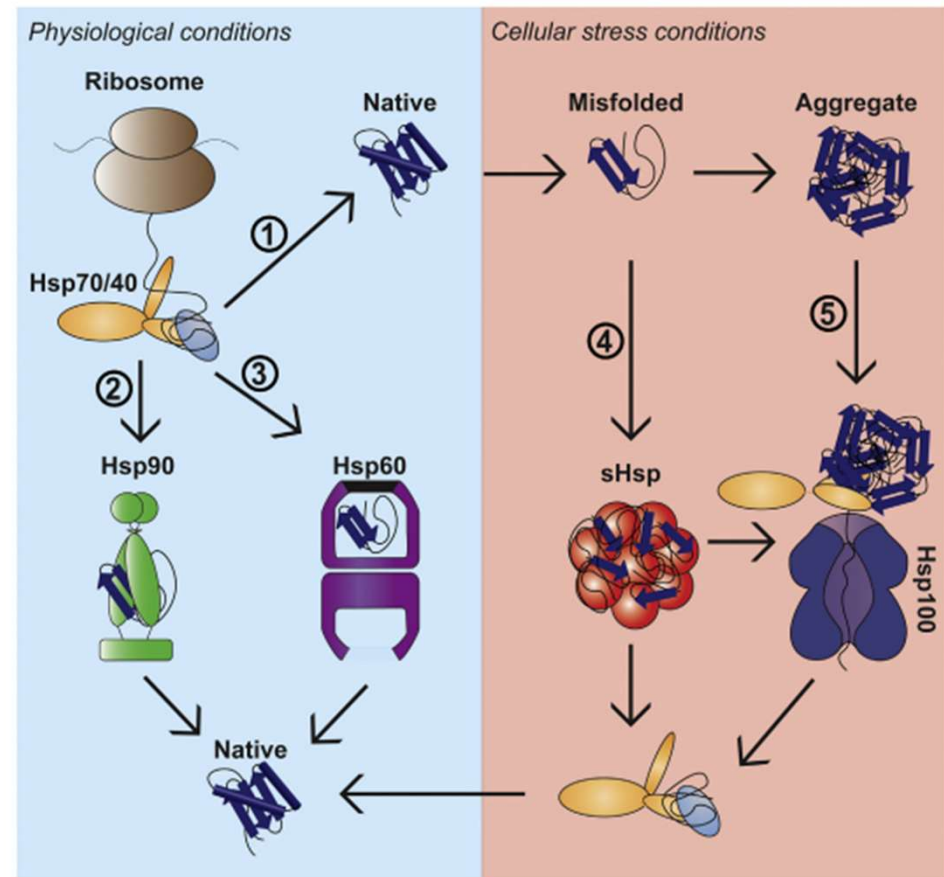 Physiological conditions
Cellular stress conditions
Ribosome
Native
Misfolded
Aggregate
1
Hsp70/40
2
3
4
5
Hsp90
Hsp60
sHsp
Hsp100
Native